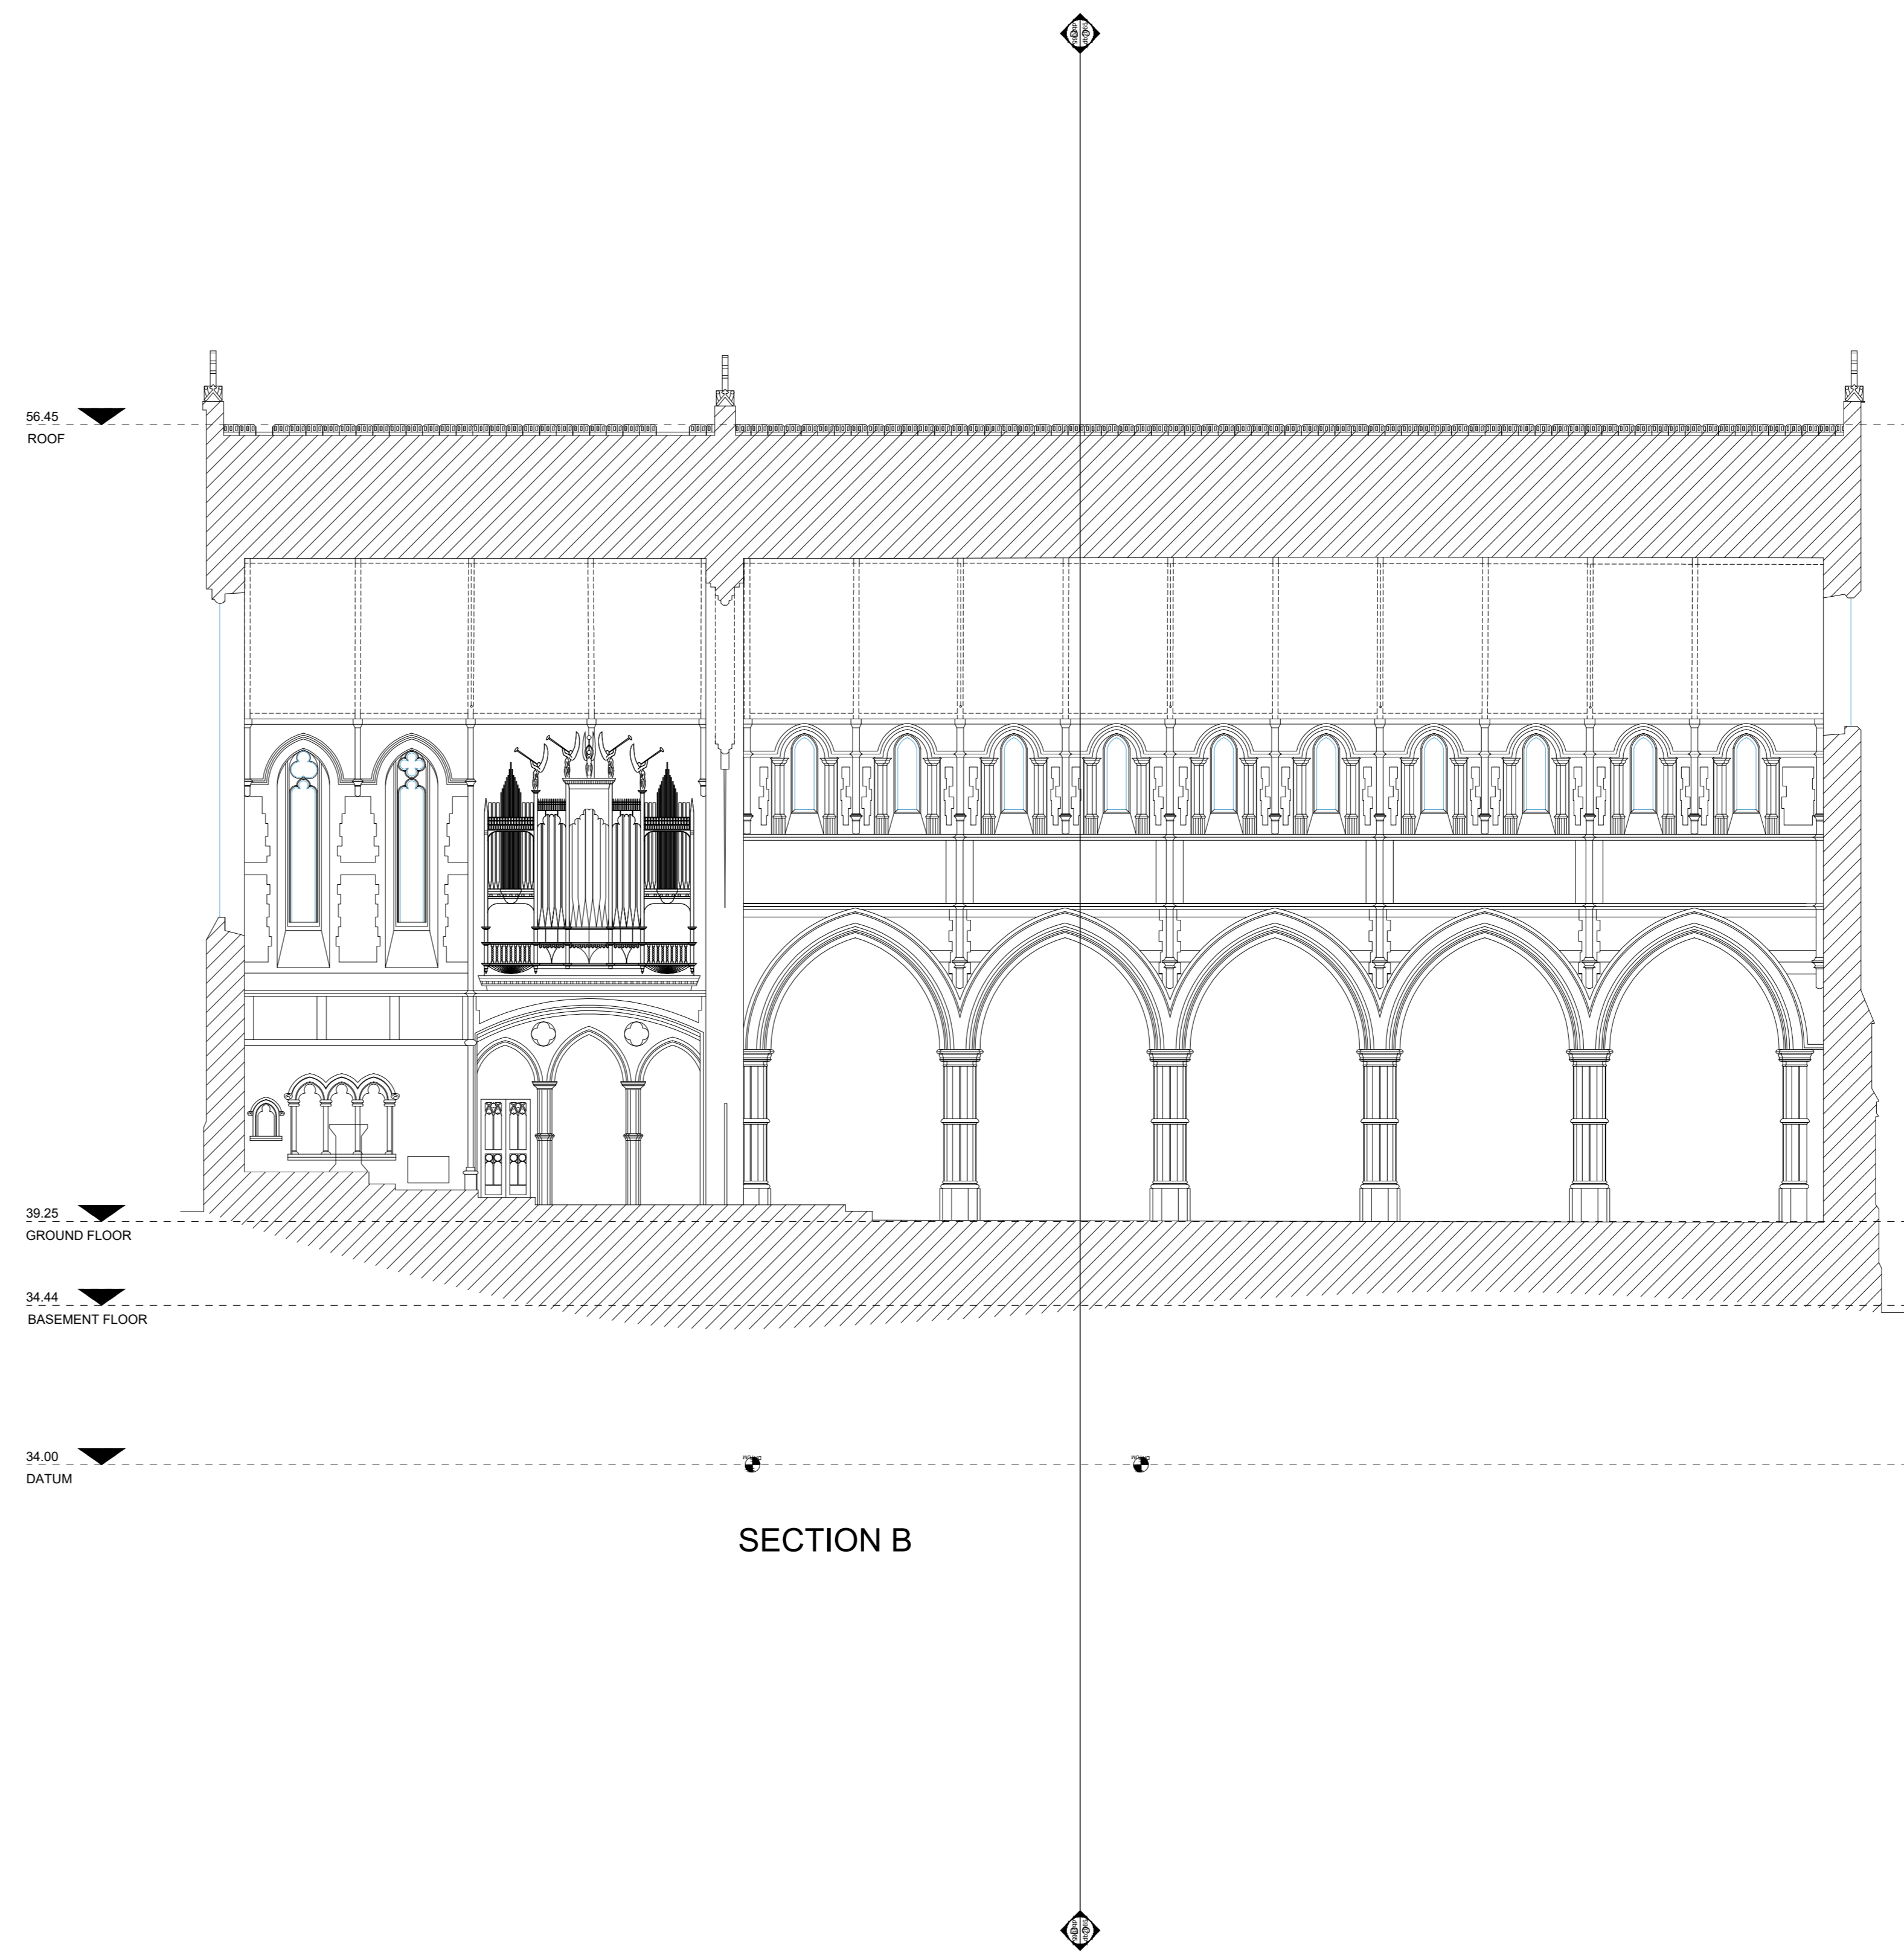 56.45
ROOF
39.25
GROUND FLOOR
34.44
BASEMENT FLOOR
34.00
DATUM
SECTION B